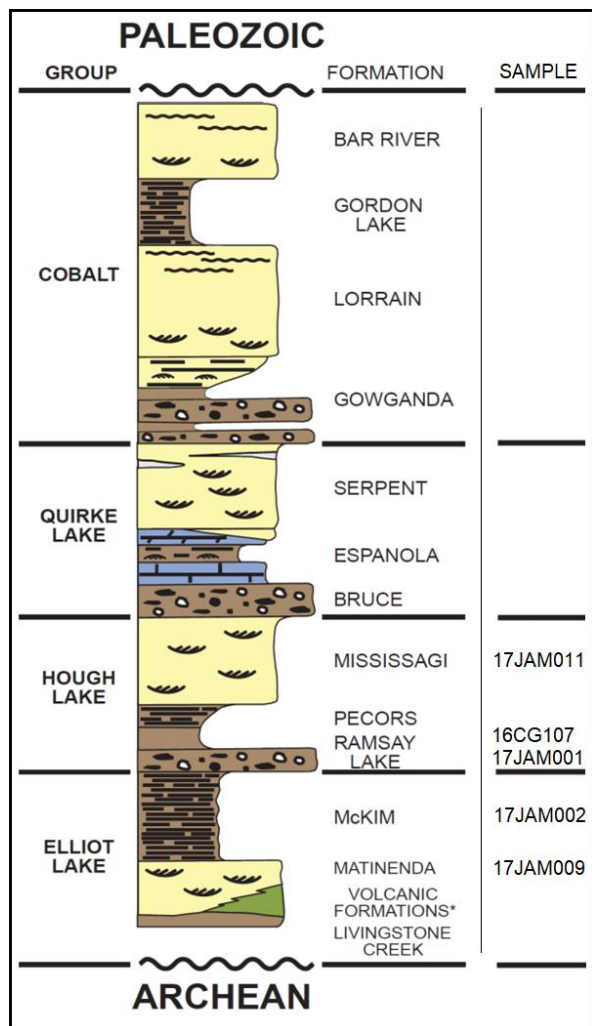 PALEOZOIC
GROUP FORMATION SAMPLE
BAR RIVER
GORDON
LAKE
COBALT
LORRAIN
GOWGANDA
SERPENT
QUIRKE
LAKE
ESPANOLA
BRUCE
MISSISSAGI 17JAM011
HOUGH
LAKE
PECORS
16CG107
RAMSAY
LAKE
17JAM001
McKIM 17JAM002
ELLIOT
LAKE
MATINENDA 17JAM009
VOLCANIC
FORMATIONS*
LIVINGSTONE
CREEK
ARCHEAN